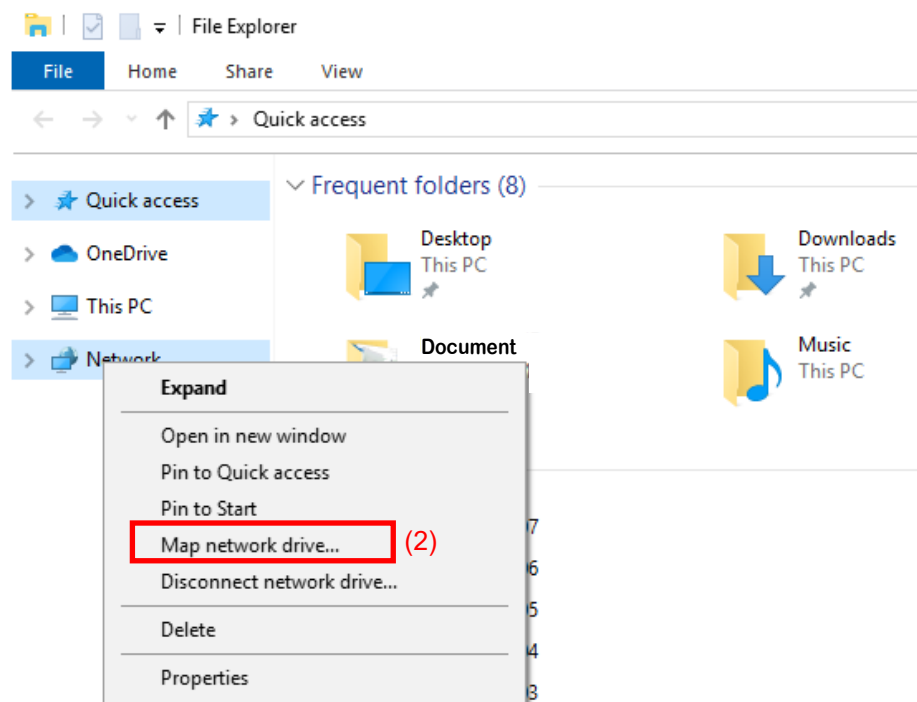 File Explorer
File Home Share View
Quick access
Frequent folders (8)
Quick access
Desktop
This PC
Downloads
This PC
OneDrive
This PC
Network
Document
Music
This PC
Expand
Open in new window
Pin to Quick access
Pin to Start
Map network drive... (2)
Disconnect network drive...
Delete
Properties